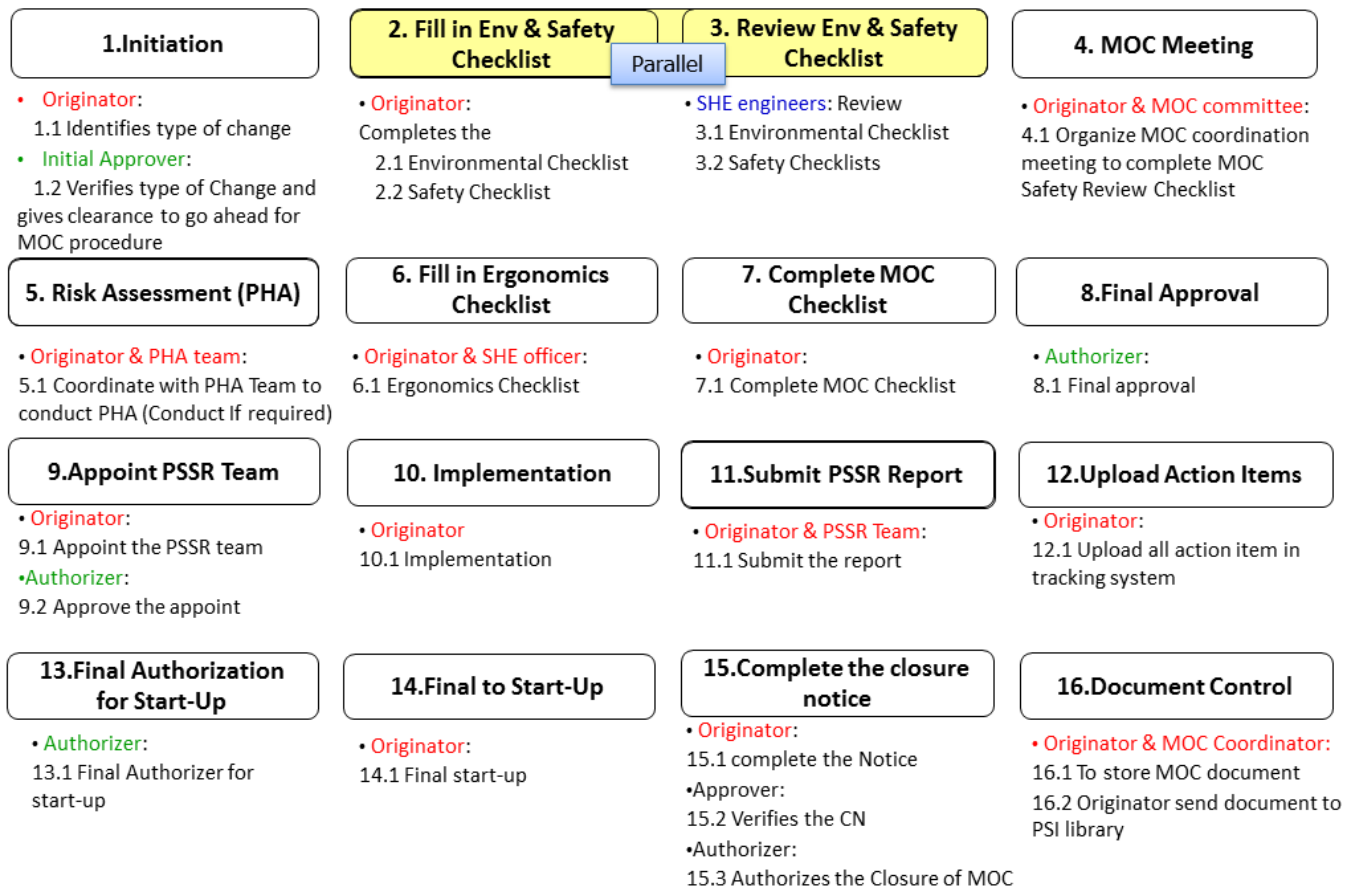 1.Initiation
• Originator:
1.1 Identifies type of change
• Initial Approver:
1.2 Verifies type of Change and
gives clearance to go ahead for
MOC procedure
2. Fill in Env & Safety
Checklist
Parallel
• Originator:
Completes the
2.1 Environmental Checklist
2.2 Safety Checklist
3. Review Env & Safety
Checklist
• SHE engineers: Review
3.1 Environmental Checklist
3.2 Safety Checklists
4. MOC Meeting
• Originator & MOC committee:
4.1 Organize MOC coordination
meeting to complete MOC
Safety Review Checklist
5. Risk Assessment (PHA)
• Originator & PHA team:
5.1 Coordinate with PHA Team to
conduct PHA (Conduct If required)
6. Fill in Ergonomics
Checklist
• Originator & SHE officer:
6.1 Ergonomics Checklist
7. Complete MOC
Checklist
• Originator:
7.1 Complete MOC Checklist
8.Final Approval
• Authorizer:
8.1 Final approval
9.Appoint PSSR Team
• Originator:
9.1 Appoint the PSSR team
•Authorizer:
9.2 Approve the appoint
10. Implementation
• Originator
10.1 Implementation
11.Submit PSSR Report
• Originator & PSSR Team:
11.1 Submit the report
12.Upload Action Items
• Originator:
12.1 Upload all action item in
tracking system
13.Final Authorization
for Start-Up
• Authorizer:
13.1 Final Authorizer for
start-up
14.Final to Start-Up
• Originator:
14.1 Final start-up
15.Complete the closure
notice
• Originator:
15.1 complete the Notice
•Approver:
15.2 Verifies the CN
•Authorizer:
15.3 Authorizes the Closure of MOC
16.Document Control
• Originator & MOC Coordinator:
16.1 To store MOC document
16.2 Originator send document to
PSI library